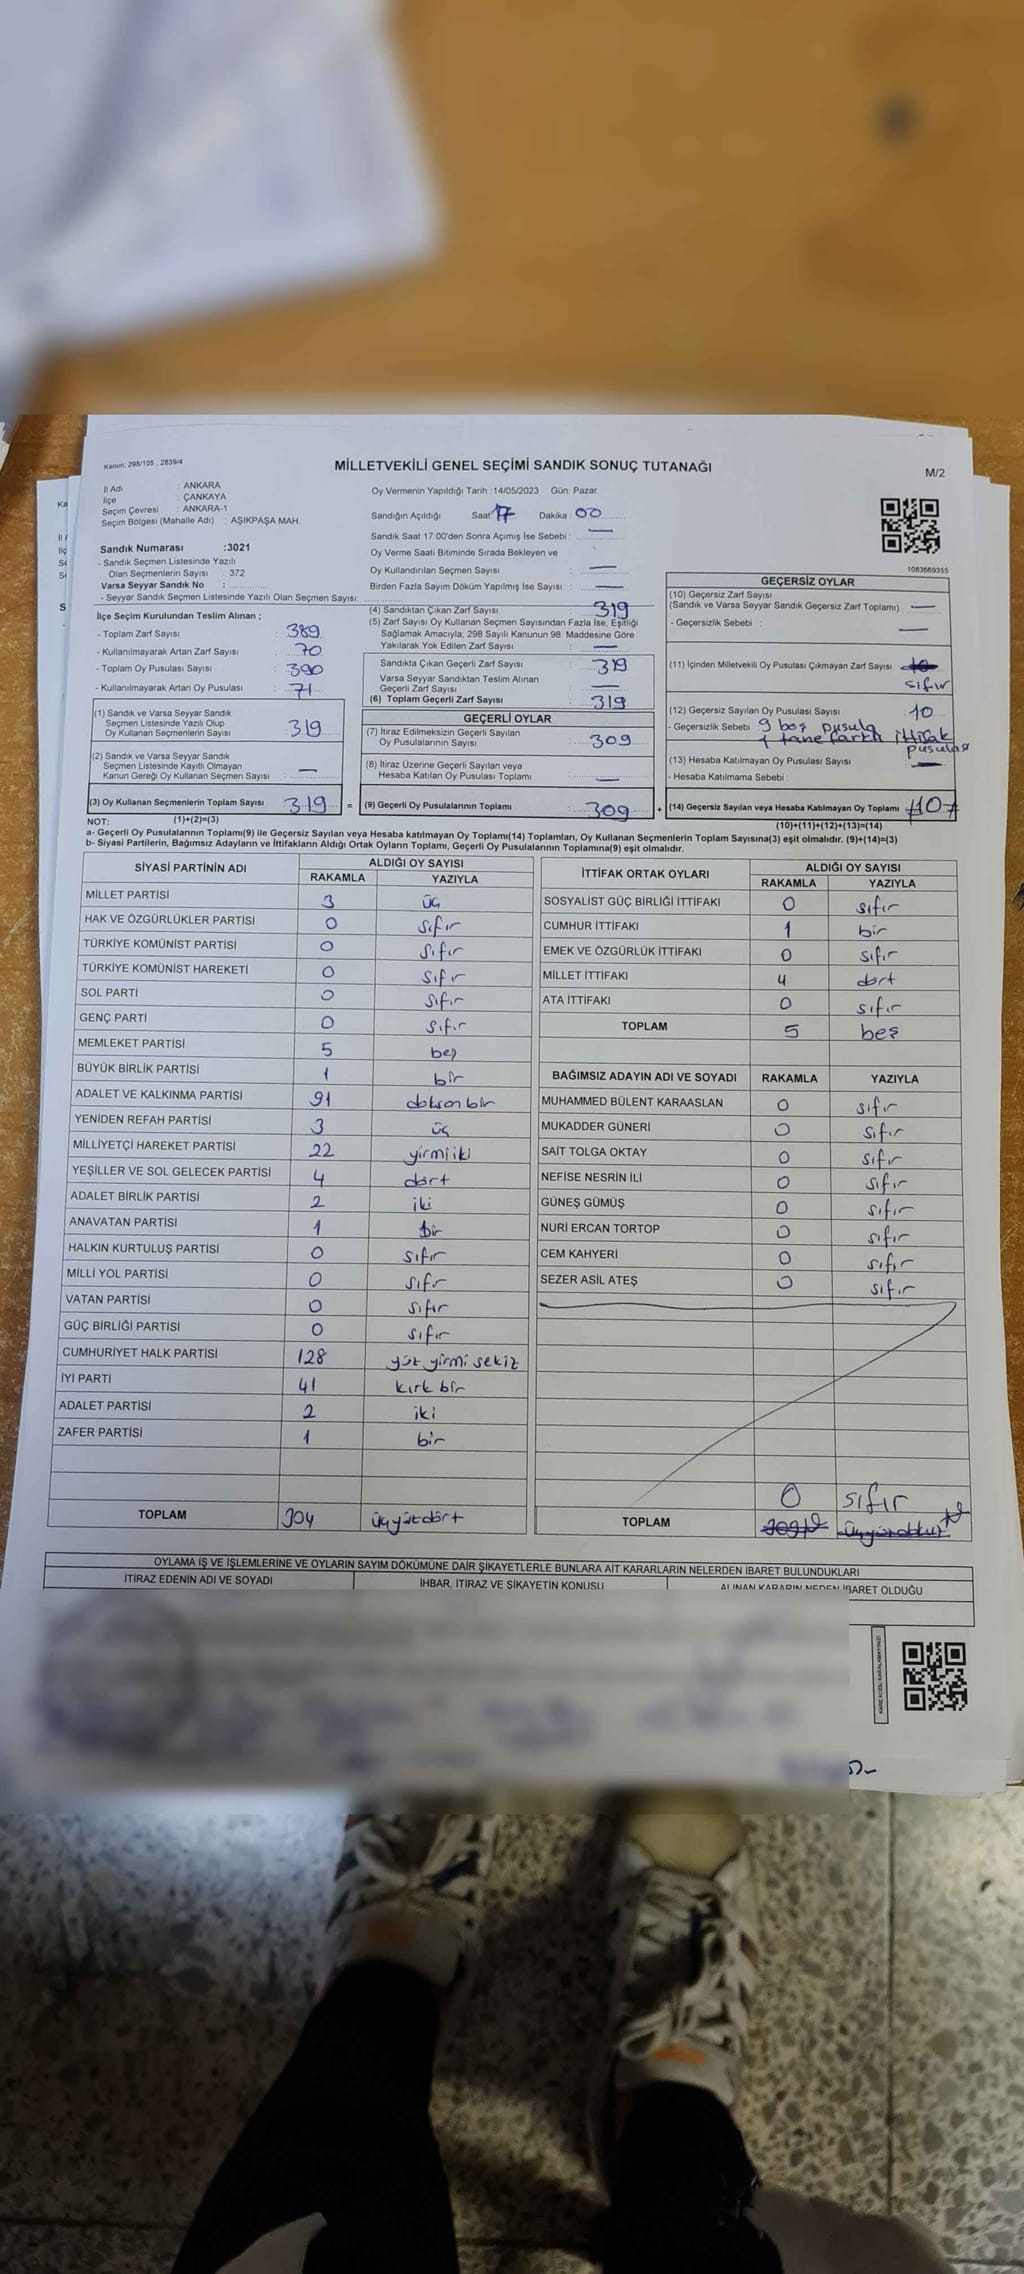 Kanun: 298/105 , 2839/4
MİLLETVEKİLİ GENEL SEÇİMİ SANDIK SONUÇ TUTANAĞI
M/2
İl Adı : ANKARA
İlçe : ÇANKAYA
Seçim Çevresi : ANKARA-1
Seçim Bölgesi (Mahalle Adı) : AŞIKPAŞA MAH.
Sandık Numarası :3021
- Sandık Seçmen Listesinde Yazılı
Olan Seçmenlerin Sayısı : 372
Varsa Seyyar Sandık No :
- Seyyar Sandık Seçmen Listesinde Yazılı Olan Seçmen Sayısı:
Oy Vermenin Yapıldığı Tarih :14/05/2023 Gün: Pazar
Sandığın Açıldığı Saat 17 Dakika : 00
Sandık Saat 17:00'den Sonra Açımış İse Sebebi : —
Oy Verme Saati Bitiminde Sırada Bekleyen ve
Oy Kullandırılan Seçmen Sayısı : —
Birden Fazla Sayım Döküm Yapılmış İse Sayısı : —
1083669355
İlçe Seçim Kurulundan Teslim Alınan ;
- Toplam Zarf Sayısı : 389
- Kullanılmayarak Artan Zarf Sayısı : 70
- Toplam Oy Pusulası Sayısı : 390
- Kullanılmayarak Artan Oy Pusulası : 71
(1) Sandık ve Varsa Seyyar Sandık
Seçmen Listesinde Yazılı Olup
Oy Kullanan Seçmenlerin Sayısı : 319
(2) Sandık ve Varsa Seyyar Sandık
Seçmen Listesinde Kayıtlı Olmayan
Kanun Gereği Oy Kullanan Seçmen Sayısı : —
(3) Oy Kullanan Seçmenlerin Toplam Sayısı : 319 =
(1)+(2)=(3)
(4) Sandıktan Çıkan Zarf Sayısı : 319
(5) Zarf Sayısı Oy Kullanan Seçmen Sayısından Fazla İse, Eşitliği
Sağlamak Amacıyla, 298 Sayılı Kanunun 98. Maddesine Göre
Yakılarak Yok Edilen Zarf Sayısı : —
Sandıkta Çıkan Geçerli Zarf Sayısı : 319
Varsa Seyyar Sandıktan Teslim Alınan
Geçerli Zarf Sayısı : —
(6) Toplam Geçerli Zarf Sayısı : 319
GEÇERLİ OYLAR
(7) İtiraz Edilmeksizin Geçerli Sayılan
Oy Pusulalarının Sayısı : 309
(8) İtiraz Üzerine Geçerli Sayılan veya
Hesaba Katılan Oy Pusulası Toplamı : —
(9) Geçerli Oy Pusulalarının Toplamı : 309 +
GEÇERSİZ OYLAR
(10) Geçersiz Zarf Sayısı
(Sandık ve Varsa Seyyar Sandık Geçersiz Zarf Toplamı) : —
- Geçersizlik Sebebi : —
(11) İçinden Milletvekili Oy Pusulası Çıkmayan Zarf Sayısı : 10
sıfır
(12) Geçersiz Sayılan Oy Pusulası Sayısı : 10
- Geçersizlik Sebebi : 9 boş pusula
1 tane farklı ittifak
pusulası
(13) Hesaba Katılmayan Oy Pusulası Sayısı : —
- Hesaba Katılmama Sebebi :
(14) Geçersiz Sayılan veya Hesaba Katılmayan Oy Toplamı : #10#
(10)+(11)+(12)+(13)=(14)
NOT:
a- Geçerli Oy Pusulalarının Toplamı(9) ile Geçersiz Sayılan veya Hesaba katılmayan Oy Toplamı(14) Toplamları, Oy Kullanan Seçmenlerin Toplam Sayısına(3) eşit olmalıdır. (9)+(14)=(3)
b- Siyasi Partilerin, Bağımsız Adayların ve İttifakların Aldığı Ortak Oyların Toplamı, Geçerli Oy Pusulalarının Toplamına(9) eşit olmalıdır.
SİYASİ PARTİNİN ADI ALDIĞI OY SAYISI
RAKAMLA YAZIYLA
MİLLET PARTİSİ 3 üç
HAK VE ÖZGÜRLÜKLER PARTİSİ 0 sıfır
TÜRKİYE KOMÜNİST PARTİSİ 0 sıfır
TÜRKİYE KOMÜNİST HAREKETİ 0 sıfır
SOL PARTİ 0 sıfır
GENÇ PARTİ 0 sıfır
MEMLEKET PARTİSİ 5 beş
BÜYÜK BİRLİK PARTİSİ 1 bir
ADALET VE KALKINMA PARTİSİ 91 doksan bir
YENİDEN REFAH PARTİSİ 3 üç
MİLLİYETÇİ HAREKET PARTİSİ 22 yirmi iki
YEŞİLLER VE SOL GELECEK PARTİSİ 4 dört
ADALET BİRLİK PARTİSİ 2 iki
ANAVATAN PARTİSİ 1 bir
HALKIN KURTULUŞ PARTİSİ 0 sıfır
MİLLİ YOL PARTİSİ 0 sıfır
VATAN PARTİSİ 0 sıfır
GÜÇ BİRLİĞİ PARTİSİ 0 sıfır
CUMHURİYET HALK PARTİSİ 128 yüz yirmi sekiz
İYİ PARTİ 41 kırk bir
ADALET PARTİSİ 2 iki
ZAFER PARTİSİ 1 bir
TOPLAM 304 üçyüzdört
İTTİFAK ORTAK OYLARI ALDIĞI OY SAYISI
RAKAMLA YAZIYLA
SOSYALİST GÜÇ BİRLİĞİ İTTİFAKI 0 sıfır
CUMHUR İTTİFAKI 1 bir
EMEK VE ÖZGÜRLÜK İTTİFAKI 0 sıfır
MİLLET İTTİFAKI 4 dört
ATA İTTİFAKI 0 sıfır
TOPLAM 5 beş
BAĞIMSIZ ADAYIN ADI VE SOYADI RAKAMLA YAZIYLA
MUHAMMED BÜLENT KARAASLAN 0 sıfır
MUKADDER GÜNERİ 0 sıfır
SAİT TOLGA OKTAY 0 sıfır
NEFİSE NESRİN İLİ 0 sıfır
GÜNEŞ GÜMÜŞ 0 sıfır
NURİ ERCAN TORTOP 0 sıfır
CEM KAHYERİ 0 sıfır
SEZER ASİL ATEŞ 0 sıfır
0 sıfır
TOPLAM 309
OYLAMA İŞ VE İŞLEMLERİNE VE OYLARIN SAYIM DÖKÜMÜNE DAİR ŞİKAYETLERLE BUNLARA AİT KARARLARIN NELERDEN İBARET BULUNDUKLARI
İTİRAZ EDENİN ADI VE SOYADI İHBAR, İTİRAZ VE ŞİKAYETİN KONUSU ALINAN KARARIN NEDEN İBARET OLDUĞU
KARE KODU KARALAMAYINIZ!